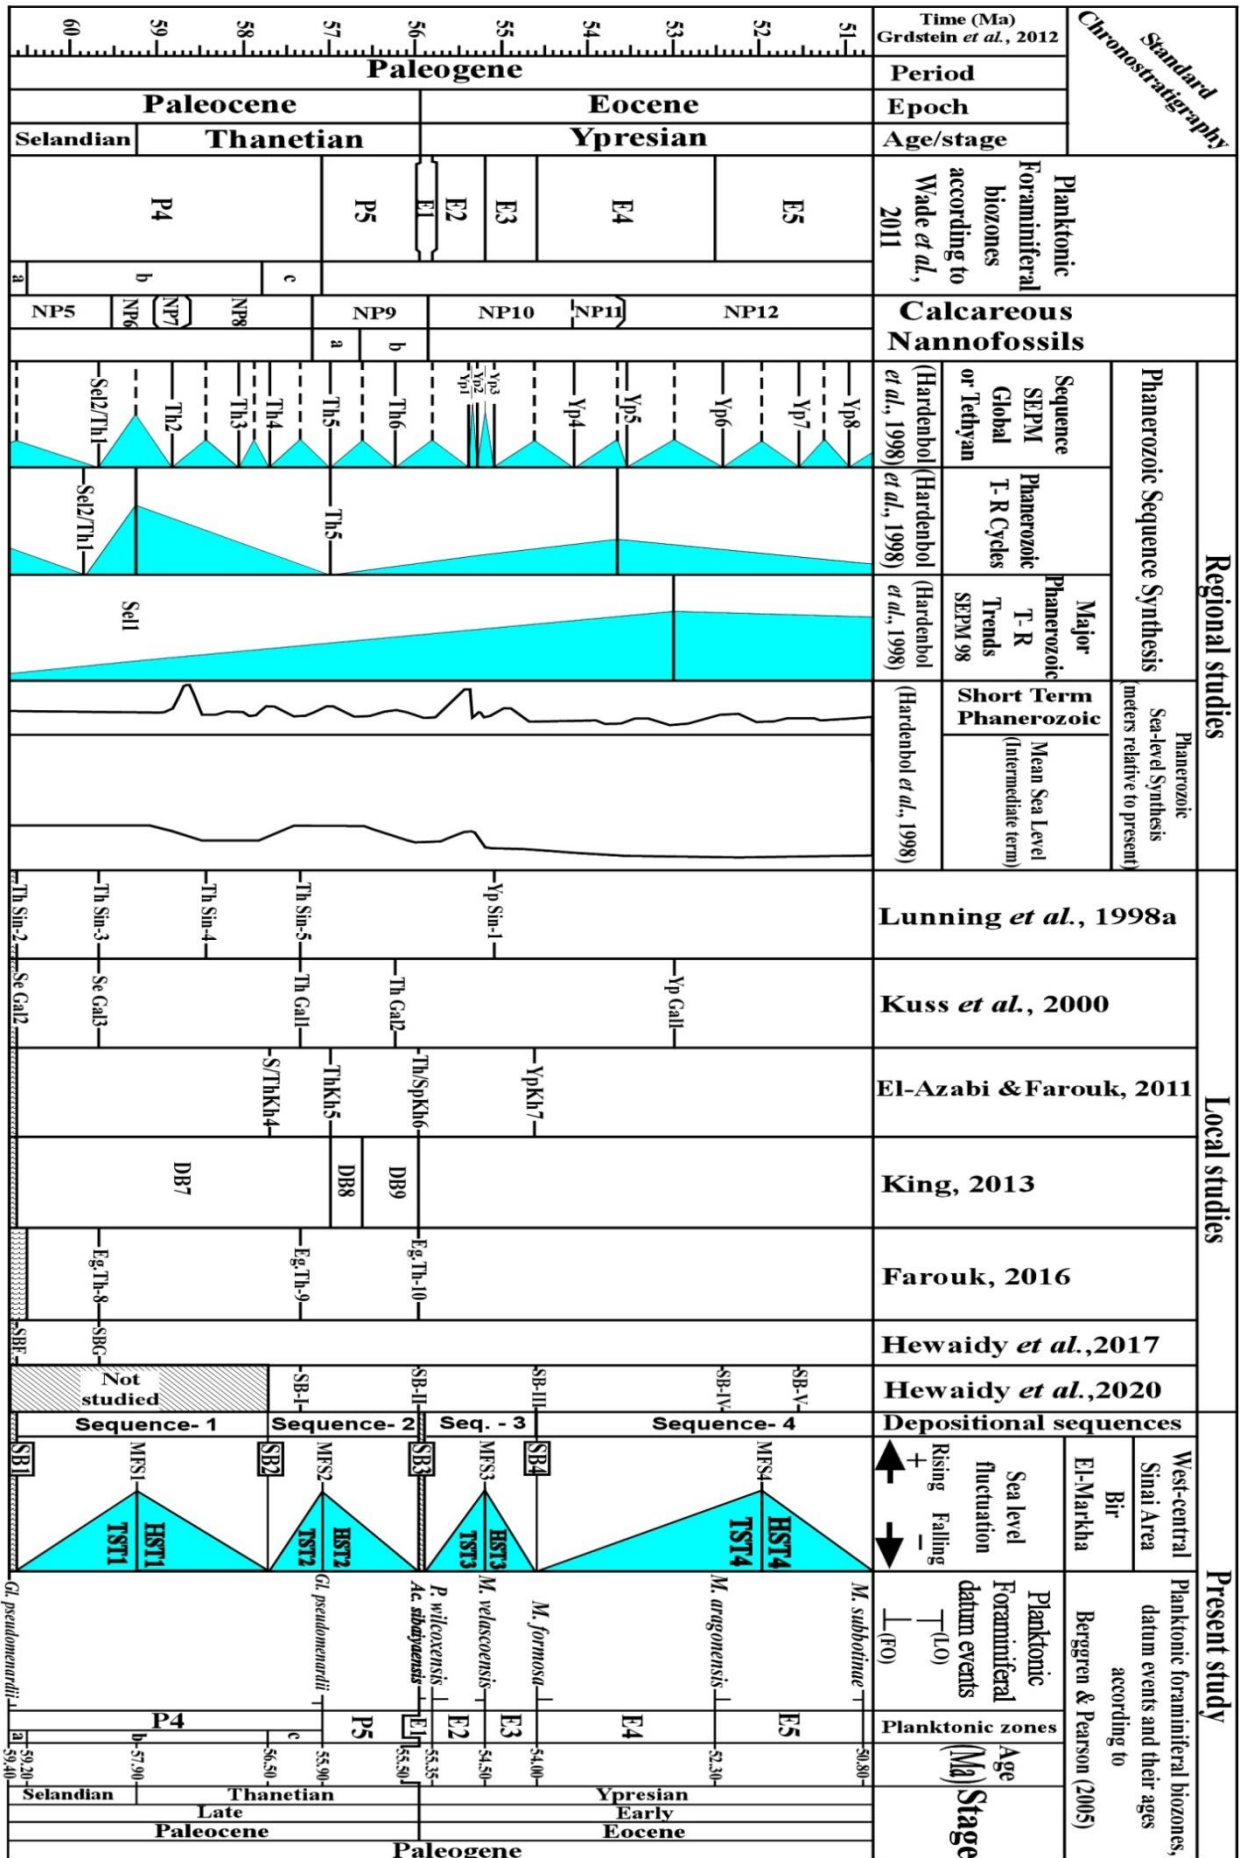 Standard
Chronostratigraphy
Time (Ma)
Grdstein et al., 2012
60
59
58
57
56
55
54
53
52
51
Period
Paleogene
Epoch
Paleocene
Eocene
Age/stage
Selandian
Thanetian
Ypresian
Planktonic
Foraminiferal
biozones
according to
Wade et al.,
2011
P4
P5
E1
E2
E3
E4
E5
a
b
c
Calcareous
Nannofossils
NP5
NP6
NP7
NP8
NP9
NP10
NP11
NP12
a
b
Regional studies
Phanerozoic Sequence Synthesis
Sequence
SEPM
Global
or Tethyan
(Hardenbol
et al., 1998)
Sel2/Th1
Th2
Th3
Th4
Th5
Th6
Yp1
Yp2
Yp3
Yp4
Yp5
Yp6
Yp7
Yp8
Phanerozoic
T- R Cycles
(Hardenbol
et al., 1998)
Sel2/Th1
Th5
Major
Phanerozoic
T- R
Trends
SEPM 98
(Hardenbol
et al., 1998)
Sel1
Phanerozoic
Sea-level Synthesis
(meters relative to present)
Short Term
Phanerozoic
Mean Sea Level
(Intermediate term)
(Hardenbol et al., 1998)
Local studies
Lunning et al., 1998a
Th Sin-2
Th Sin-3
Th Sin-4
Th Sin-5
Yp Sin-1
Kuss et al., 2000
Se Gal2
Se Gal3
Th Gal1
Th Gal2
Yp Gal1
El-Azabi & Farouk, 2011
S/ThKh4
ThKh5
Th/SpKh6
YpKh7
King, 2013
DB7
DB8
DB9
Farouk, 2016
Eg.Th-8
Eg.Th-9
Eg.Th-10
Hewaidy et al.,2017
SBF
SBG
Hewaidy et al.,2020
Not
studied
SB-I
SB-II
SB-III
SB-IV
SB-V
Present study
Depositional sequences
Sequence- 1
Sequence- 2
Seq. - 3
Sequence- 4
West-central
Sinai Area
Bir
El-Markha
Sea level
fluctuation
Rising
+
Falling
−
SB1
MFS1
SB2
MFS2
SB3
MFS3
SB4
MFS4
TST1
HST1
TST2
HST2
TST3
HST3
TST4
HST4
Planktonic foraminiferal biozones,
datum events and their ages
according to
Berggren & Pearson (2005)
Planktonic
Foraminiferal
datum events
(LO)
(FO)
Gl. pseudomenardii
Gl. pseudomenardii
Ac. sibaiyaensis
P. wilcoxensis
M. velascoensis
M. formosa
M. aragonensis
M. subbotinae
Planktonic zones
P4
P5
E1
E2
E3
E4
E5
a
b
c
Age
(Ma)
59.40
59.20
57.90
56.50
55.90
55.50
55.35
54.50
54.00
52.30
50.80
Stage
Selandian
Thanetian
Ypresian
Late
Early
Paleocene
Eocene
Paleogene